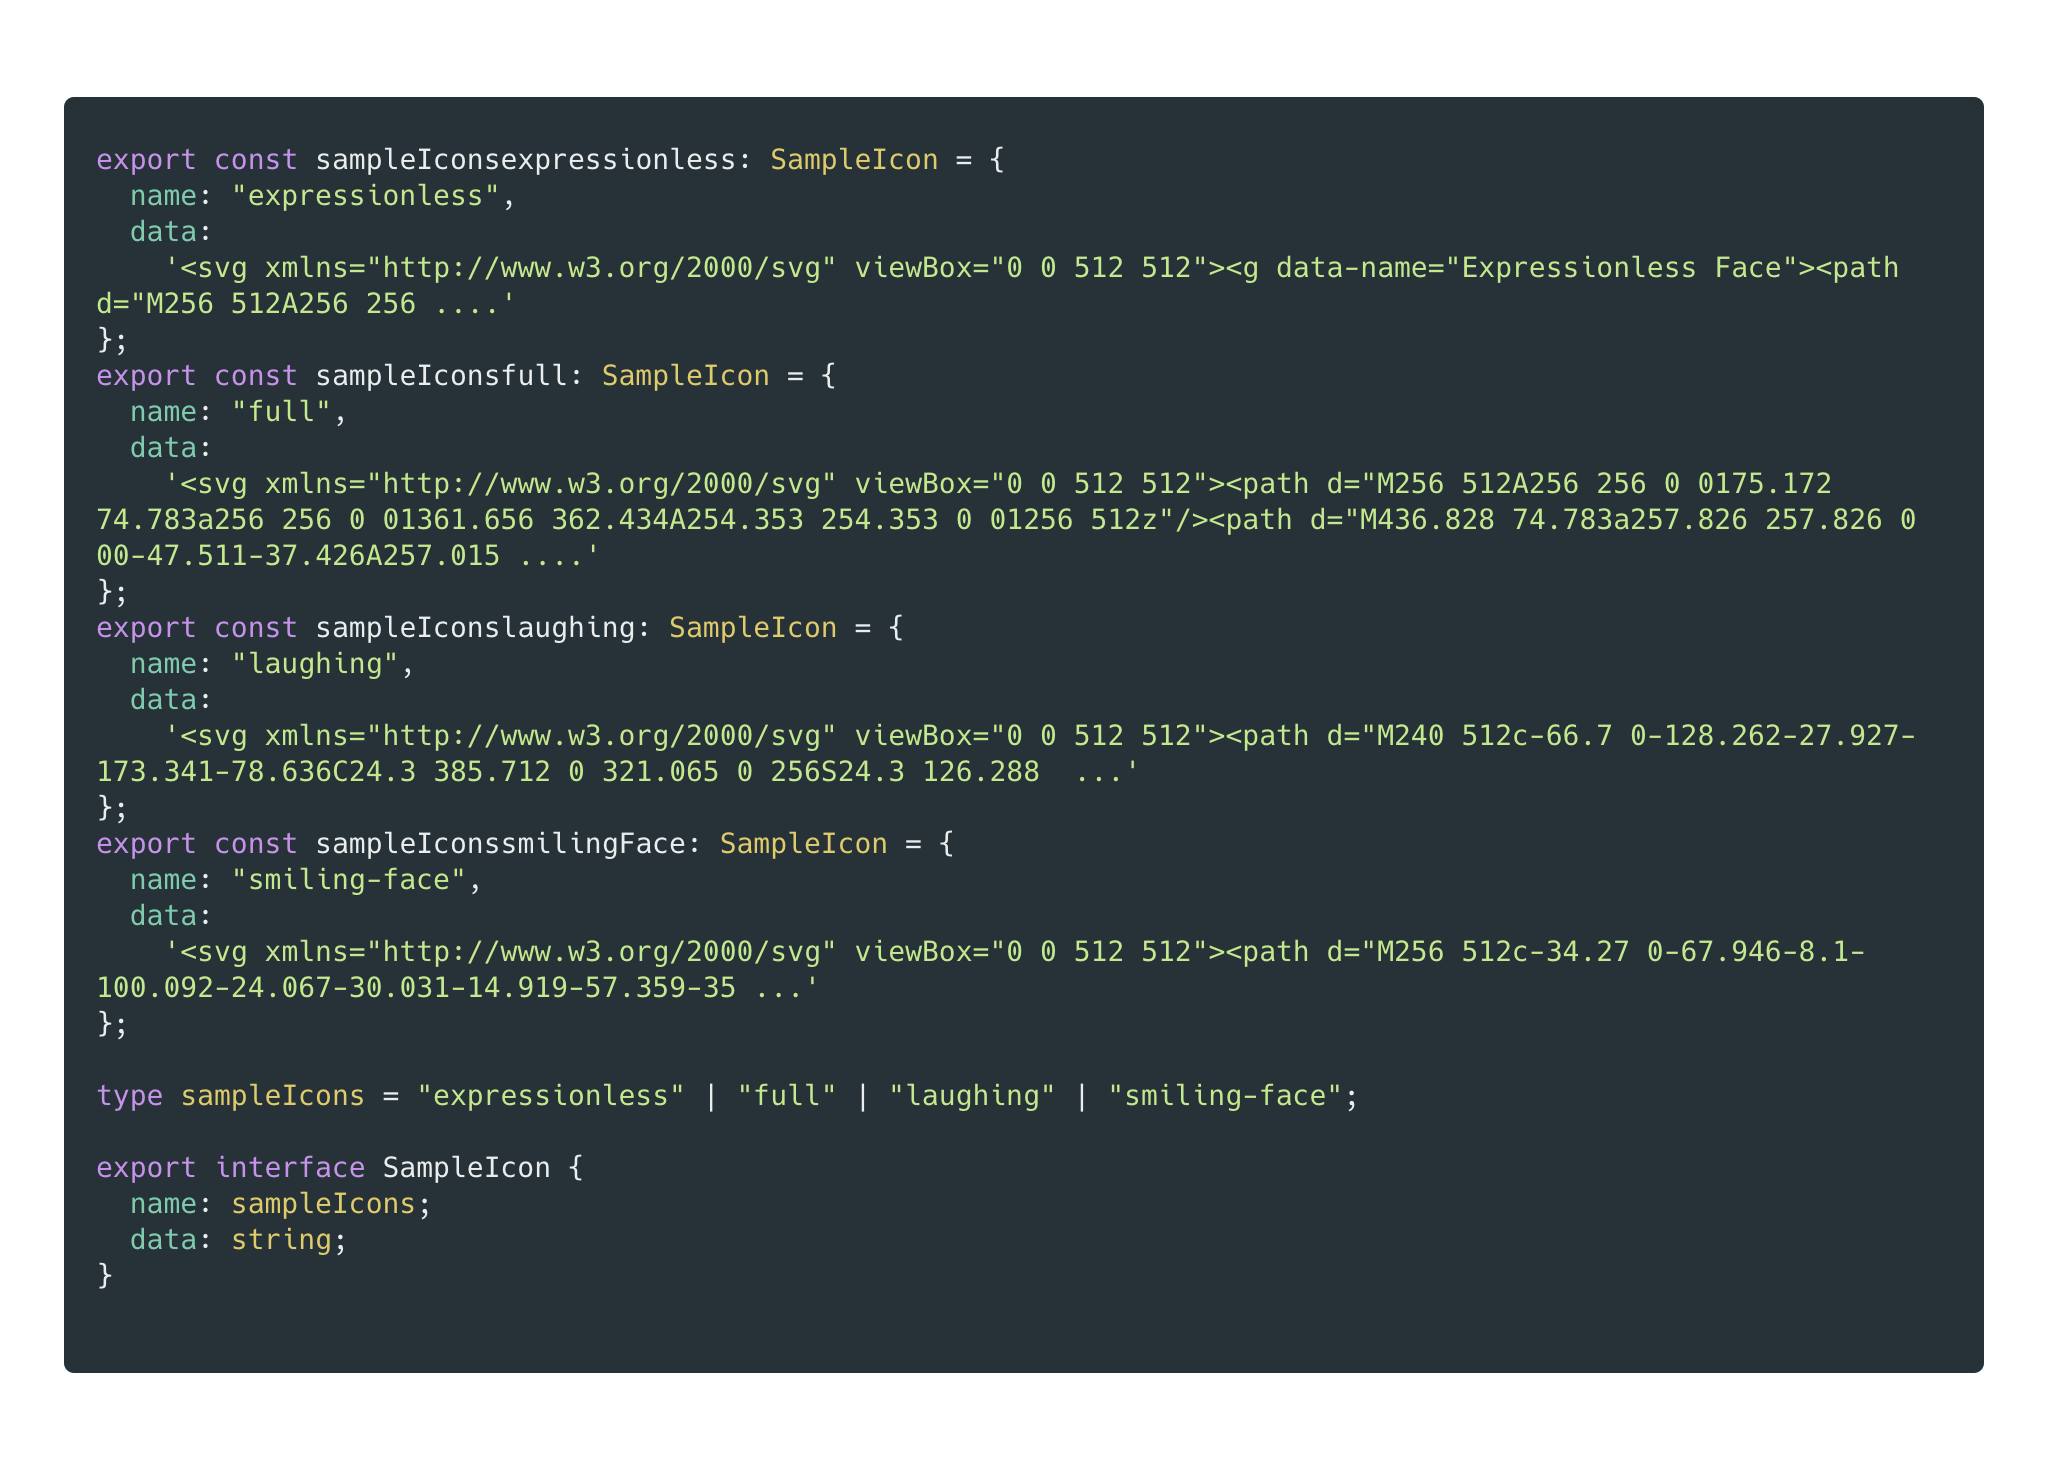 export const sampleIconsexpressionless: SampleIcon = {
  name: "expressionless",
  data:
    '<svg xmlns="http://www.w3.org/2000/svg" viewBox="0 0 512 512"><g data-name="Expressionless Face"><path
d="M256 512A256 256 ....'
};
export const sampleIconsfull: SampleIcon = {
  name: "full",
  data:
    '<svg xmlns="http://www.w3.org/2000/svg" viewBox="0 0 512 512"><path d="M256 512A256 256 0 0175.172
74.783a256 256 0 01361.656 362.434A254.353 254.353 0 01256 512z"/><path d="M436.828 74.783a257.826 257.826 0
00-47.511-37.426A257.015 ....'
};
export const sampleIconslaughing: SampleIcon = {
  name: "laughing",
  data:
    '<svg xmlns="http://www.w3.org/2000/svg" viewBox="0 0 512 512"><path d="M240 512c-66.7 0-128.262-27.927-
173.341-78.636C24.3 385.712 0 321.065 0 256S24.3 126.288  ...'
};
export const sampleIconssmilingFace: SampleIcon = {
  name: "smiling-face",
  data:
    '<svg xmlns="http://www.w3.org/2000/svg" viewBox="0 0 512 512"><path d="M256 512c-34.27 0-67.946-8.1-
100.092-24.067-30.031-14.919-57.359-35 ...'
};

type sampleIcons = "expressionless" | "full" | "laughing" | "smiling-face";

export interface SampleIcon {
  name: sampleIcons;
  data: string;
}